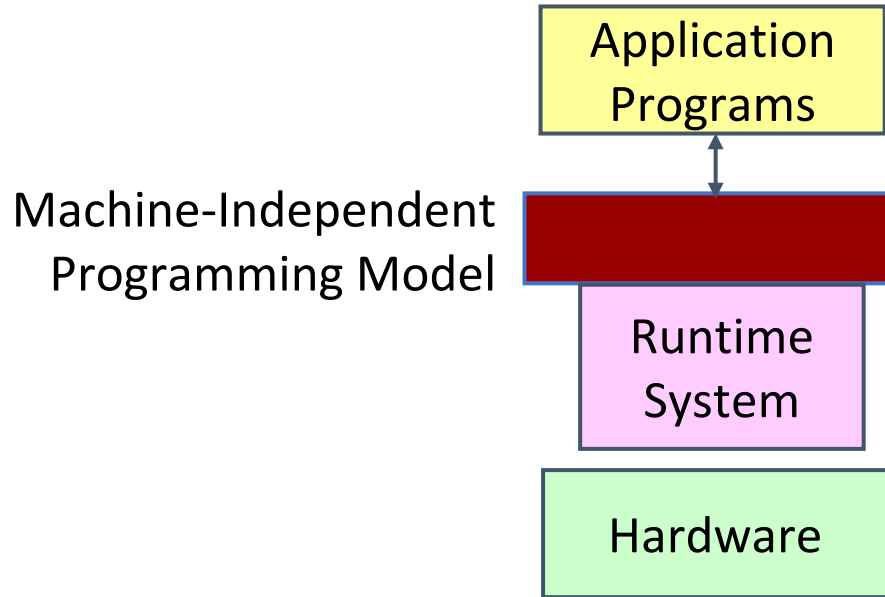 Application
Programs
Machine-Independent
Programming Model
Runtime
System
Hardware